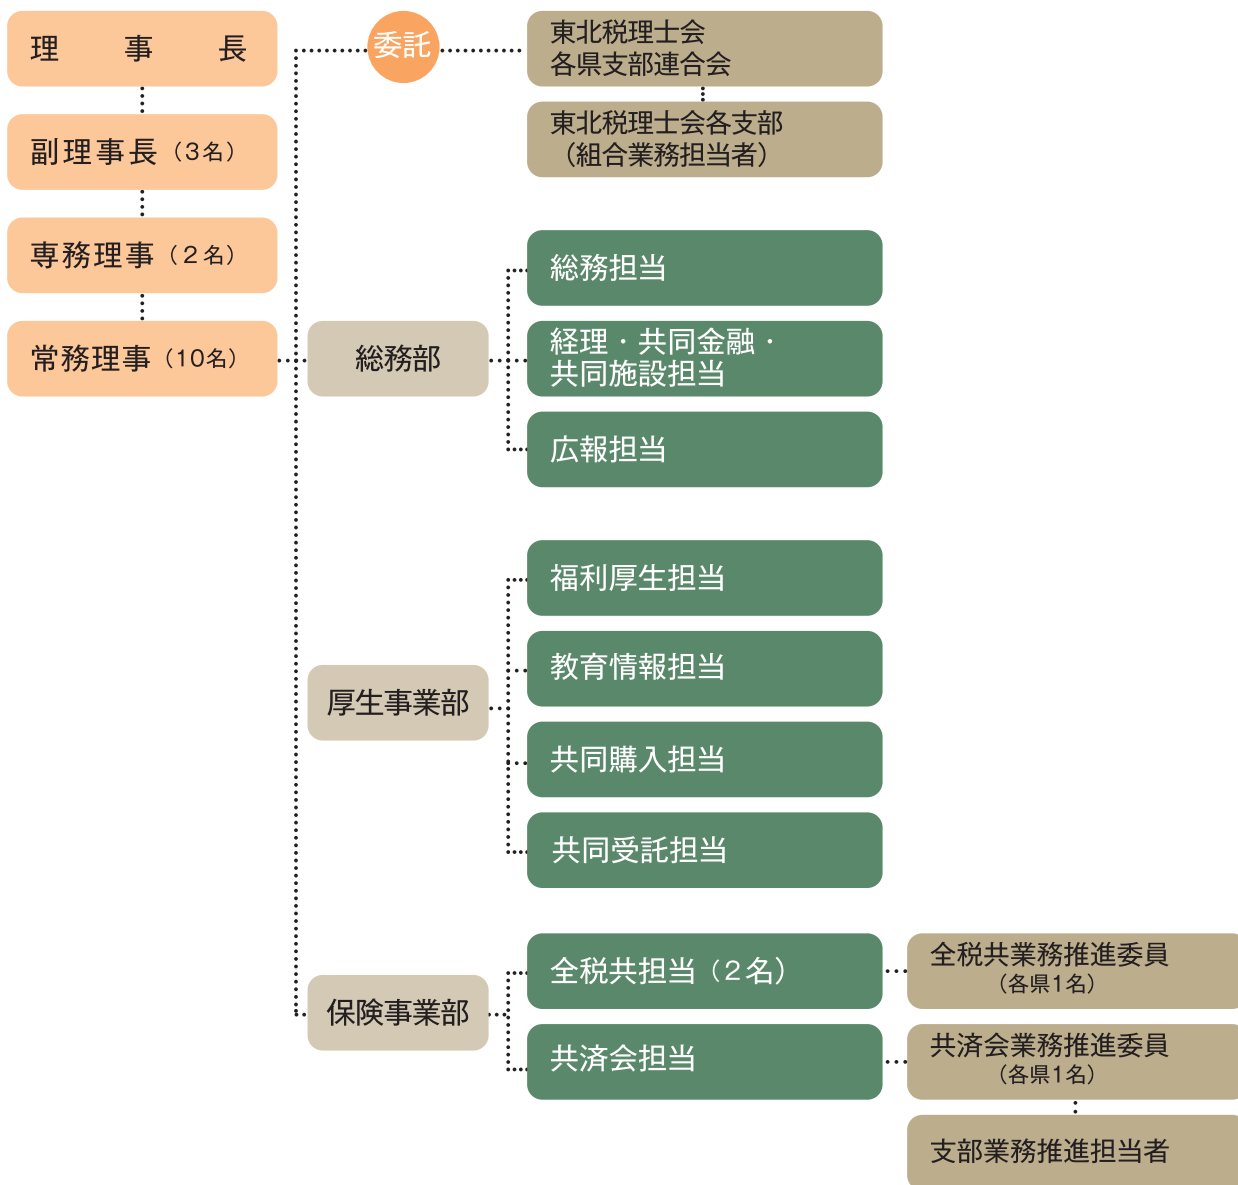 理事長
副理事長（3名）
専務理事（2名）
常務理事（10名）
委託
東北税理士会
各県支部連合会
東北税理士会各支部
（組合業務担当者）
総務部
総務担当
経理・共同金融・
共同施設担当
広報担当
厚生事業部
福利厚生担当
教育情報担当
共同購入担当
共同受託担当
保険事業部
全税共担当（2名）
全税共業務推進委員
（各県1名）
共済会担当
共済会業務推進委員
（各県1名）
支部業務推進担当者